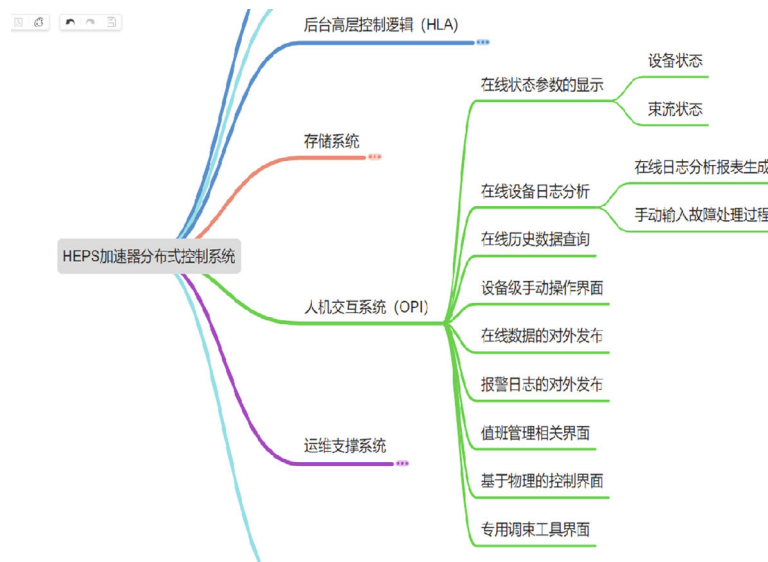 后台高层控制逻辑（HLA)
设备状态
在线状态参数的显示
束流状态
存储系统
在线日志分析报表生成
在线设备日志分析
手动输入故障处理过程
在线历史数据查询
HEPS加速器分布式控制系统
设备级手动操作界面
人机交互系统（OPI)
在线数据的对外发布
报警日志的对外发布
值班管理相关界面
运维支撑系统
基于物理的控制界面
专用调束工具界面